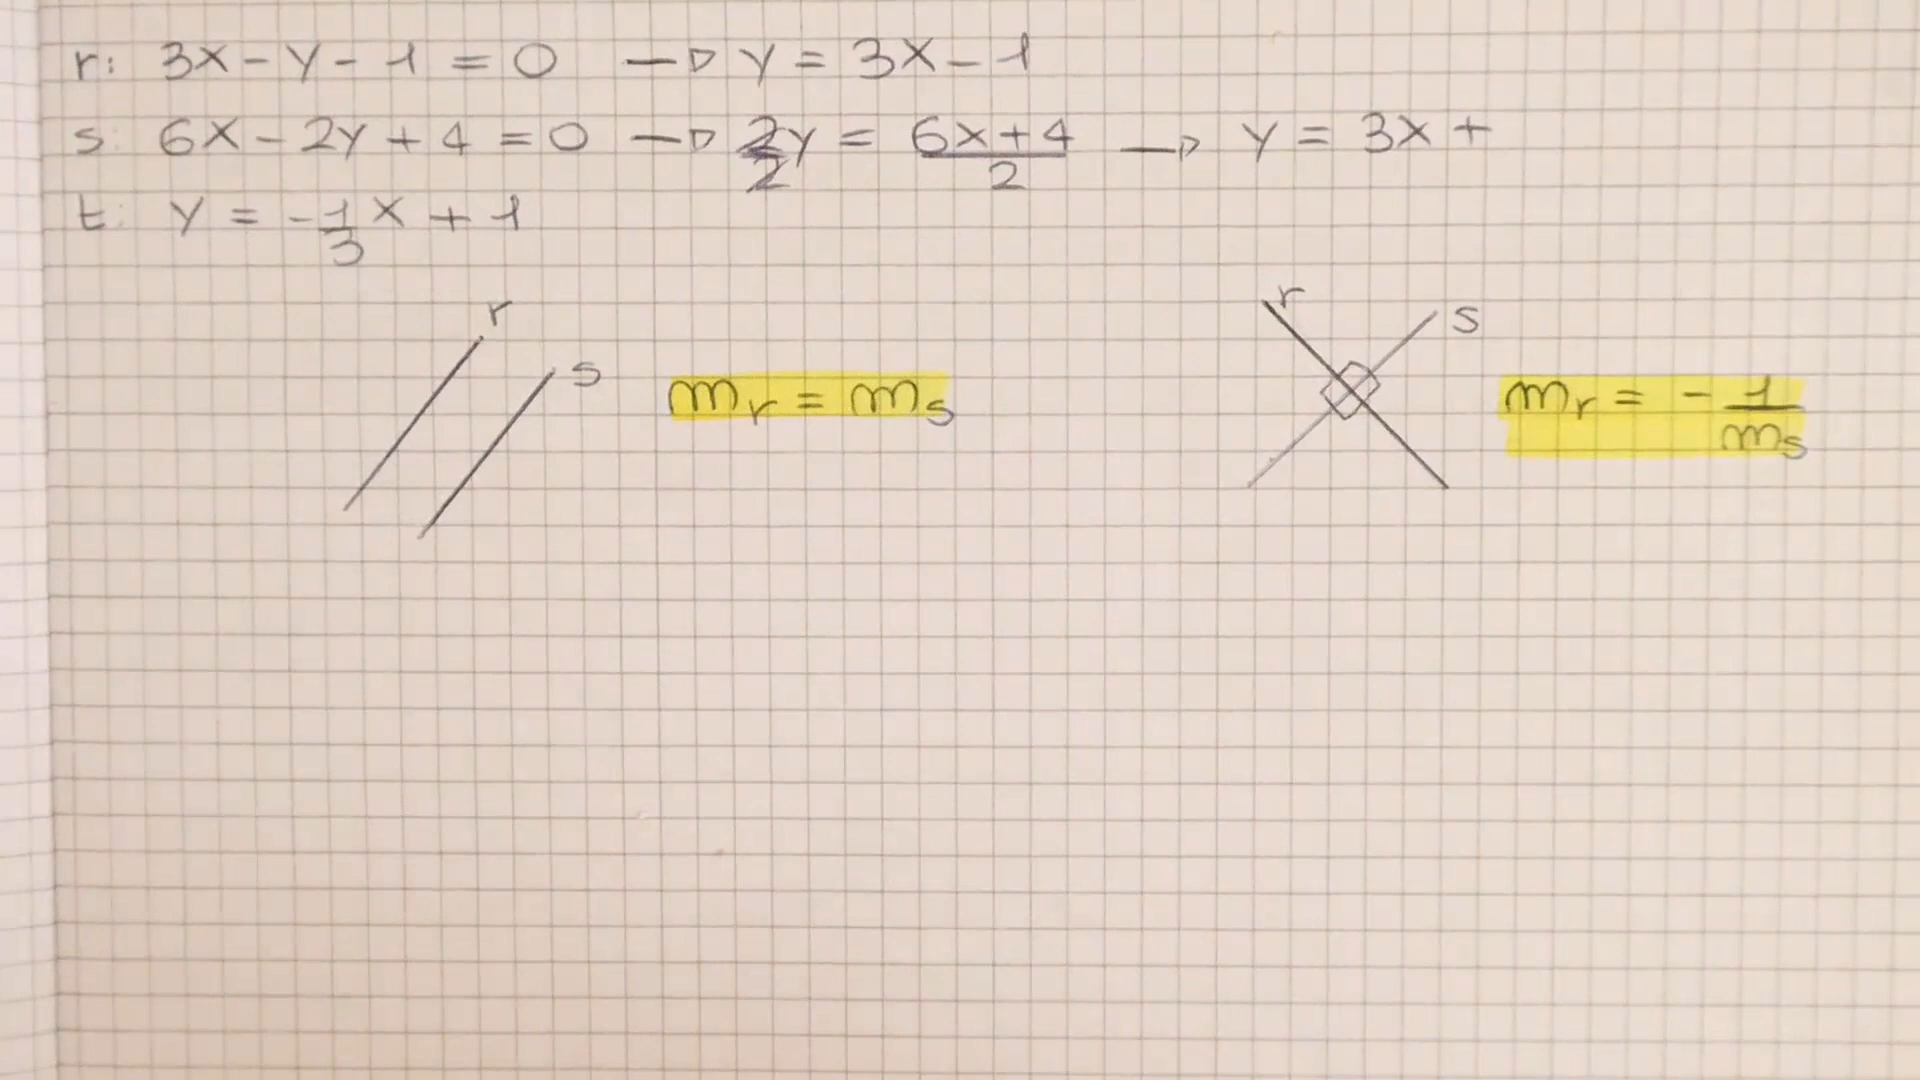 r: 3x - y - 1 = 0 → y = 3x - 1
s: 6x - 2y + 4 = 0 → 2y/2 = (6x + 4)/2 → y = 3x +
t: y = -1/3 x + 1
r
s
m_r = m_s
r
s
m_r = - 1/m_s